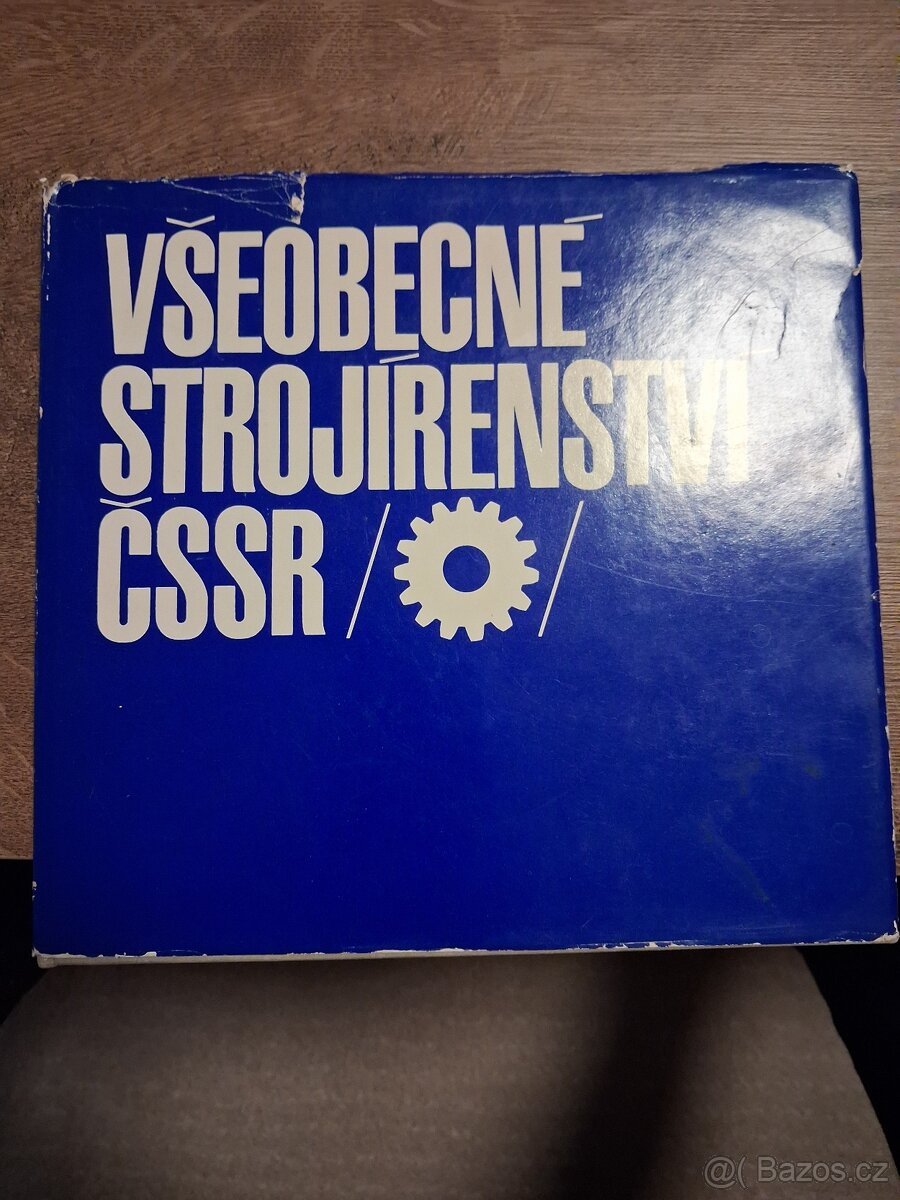 VŠEOBECNÉ
STROJÍRENSTVÍ
ČSSR / /
@( Bazos.cz